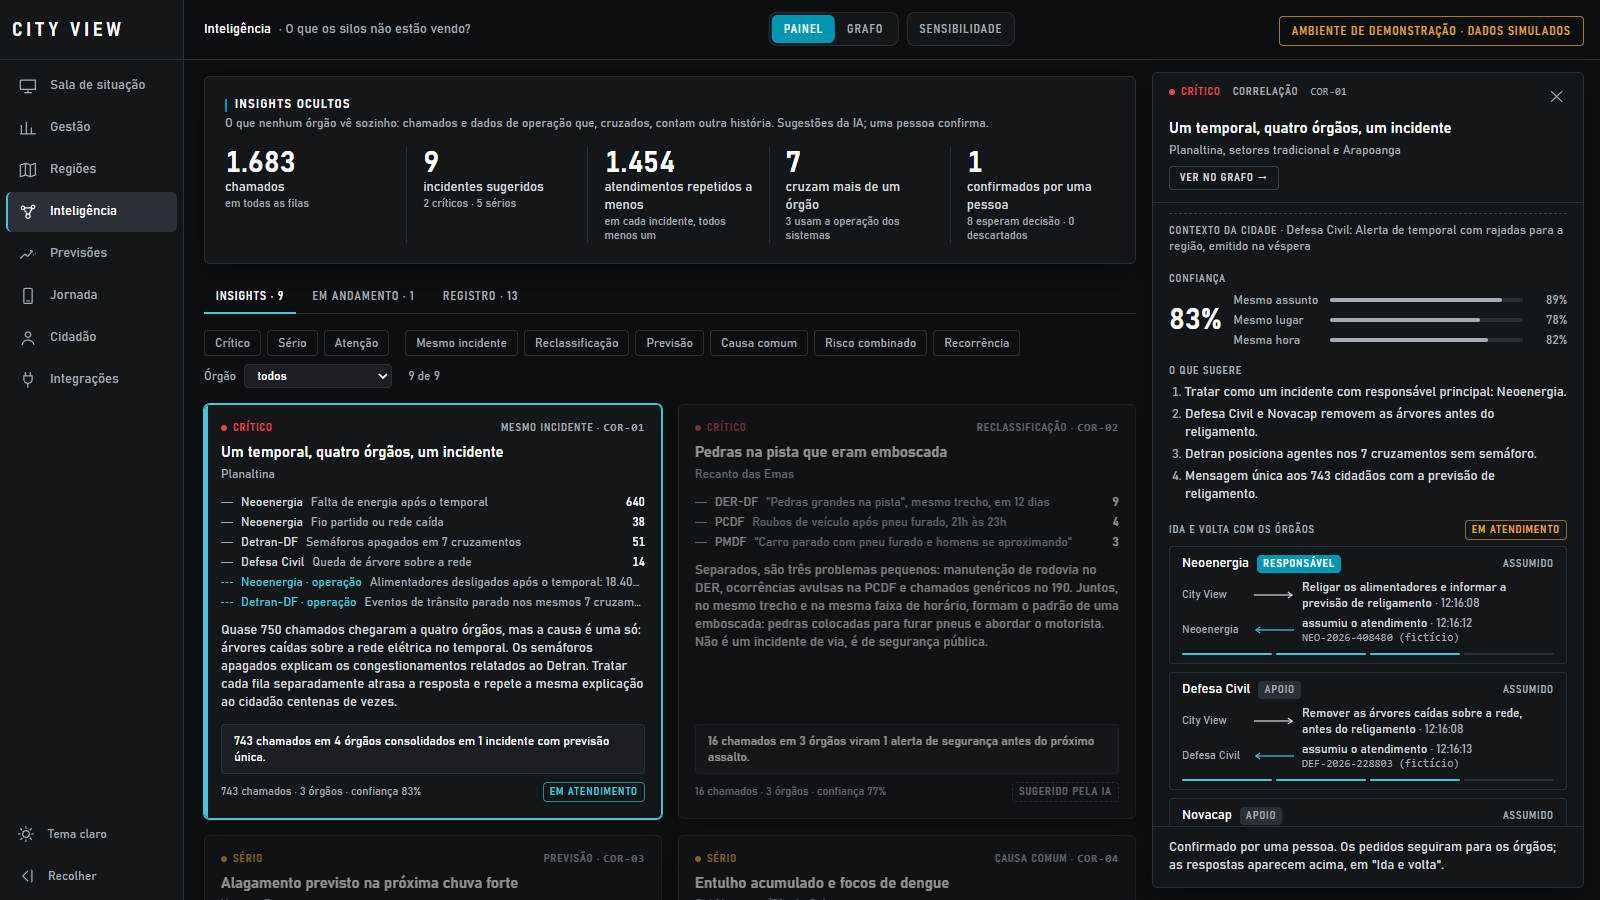 CITY VIEW
Inteligência · O que os silos não estão vendo?
PAINEL
GRAFO
SENSIBILIDADE
AMBIENTE DE DEMONSTRAÇÃO · DADOS SIMULADOS
Sala de situação
Gestão
Regiões
Inteligência
Previsões
Jornada
Cidadão
Integrações
Tema claro
Recolher
INSIGHTS OCULTOS
O que nenhum órgão vê sozinho: chamados e dados de operação que, cruzados, contam outra história. Sugestões da IA; uma pessoa confirma.
1.683
chamados
em todas as filas
9
incidentes sugeridos
2 críticos · 5 sérios
1.454
atendimentos repetidos a
menos
em cada incidente, todos
menos um
7
cruzam mais de um
órgão
3 usam a operação dos
sistemas
1
confirmados por uma
pessoa
8 esperam decisão · 0
descartados
INSIGHTS · 9
EM ANDAMENTO · 1
REGISTRO · 13
Crítico
Sério
Atenção
Mesmo incidente
Reclassificação
Previsão
Causa comum
Risco combinado
Recorrência
Órgão
todos
9 de 9
CRÍTICO
MESMO INCIDENTE · COR-01
Um temporal, quatro órgãos, um incidente
Planaltina
Neoenergia Falta de energia após o temporal 640
Neoenergia Fio partido ou rede caída 38
Detran-DF Semáforos apagados em 7 cruzamentos 51
Defesa Civil Queda de árvore sobre a rede 14
Neoenergia · operação Alimentadores desligados após o temporal: 18.40...
Detran-DF · operação Eventos de trânsito parado nos mesmos 7 cruzam...
Quase 750 chamados chegaram a quatro órgãos, mas a causa é uma só:
árvores caídas sobre a rede elétrica no temporal. Os semáforos
apagados explicam os congestionamentos relatados ao Detran. Tratar
cada fila separadamente atrasa a resposta e repete a mesma explicação
ao cidadão centenas de vezes.
743 chamados em 4 órgãos consolidados em 1 incidente com previsão
única.
743 chamados · 3 órgãos · confiança 83%
EM ATENDIMENTO
CRÍTICO
RECLASSIFICAÇÃO · COR-02
Pedras na pista que eram emboscada
Recanto das Emas
DER-DF "Pedras grandes na pista", mesmo trecho, em 12 dias 9
PCDF Roubos de veículo após pneu furado, 21h às 23h 4
PMDF "Carro parado com pneu furado e homens se aproximando" 3
Separados, são três problemas pequenos: manutenção de rodovia no
DER, ocorrências avulsas na PCDF e chamados genéricos no 190. Juntos,
no mesmo trecho e na mesma faixa de horário, formam o padrão de uma
emboscada: pedras colocadas para furar pneus e abordar o motorista.
Não é um incidente de via, é de segurança pública.
16 chamados em 3 órgãos viram 1 alerta de segurança antes do próximo
assalto.
16 chamados · 3 órgãos · confiança 77%
SUGERIDO PELA IA
SÉRIO
PREVISÃO · COR-03
Alagamento previsto na próxima chuva forte
SÉRIO
CAUSA COMUM · COR-04
Entulho acumulado e focos de dengue
CRÍTICO CORRELAÇÃO COR-01
Um temporal, quatro órgãos, um incidente
Planaltina, setores tradicional e Arapoanga
VER NO GRAFO →
CONTEXTO DA CIDADE · Defesa Civil: Alerta de temporal com rajadas para a
região, emitido na véspera
CONFIANÇA
83%
Mesmo assunto 89%
Mesmo lugar 78%
Mesma hora 82%
O QUE SUGERE
1. Tratar como um incidente com responsável principal: Neoenergia.
2. Defesa Civil e Novacap removem as árvores antes do
religamento.
3. Detran posiciona agentes nos 7 cruzamentos sem semáforo.
4. Mensagem única aos 743 cidadãos com a previsão de
religamento.
IDA E VOLTA COM OS ÓRGÃOS
EM ATENDIMENTO
Neoenergia RESPONSÁVEL ASSUMIDO
City View
Religar os alimentadores e informar a
previsão de religamento · 12:16:08
Neoenergia
assumiu o atendimento · 12:16:12
NEO-2026-408480 (fictício)
Defesa Civil APOIO ASSUMIDO
City View
Remover as árvores caídas sobre a rede,
antes do religamento · 12:16:08
Defesa Civil
assumiu o atendimento · 12:16:13
DEF-2026-228803 (fictício)
Novacap APOIO ASSUMIDO
Confirmado por uma pessoa. Os pedidos seguiram para os órgãos;
as respostas aparecem acima, em "Ida e volta".